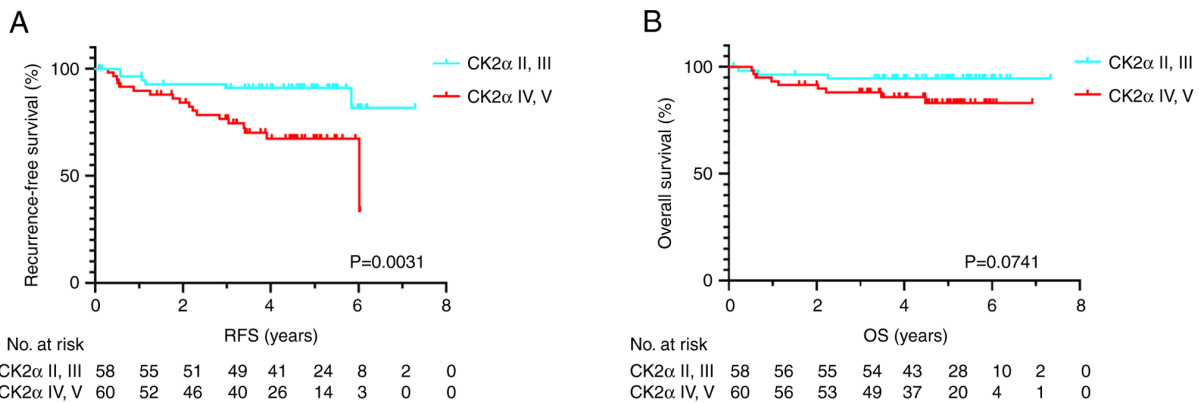 A
Recurrence-free survival (%)
100
50
0
0 2 4 6 8
RFS (years)
CK2α II, III
CK2α IV, V
P=0.0031
No. at risk
CK2α II, III 58 55 51 49 41 24 8 2 0
CK2α IV, V 60 52 46 40 26 14 3 0 0
B
Overall survival (%)
100
50
0
0 2 4 6 8
OS (years)
CK2α II, III
CK2α IV, V
P=0.0741
No. at risk
CK2α II, III 58 56 55 54 43 28 10 2 0
CK2α IV, V 60 56 53 49 37 20 4 1 0